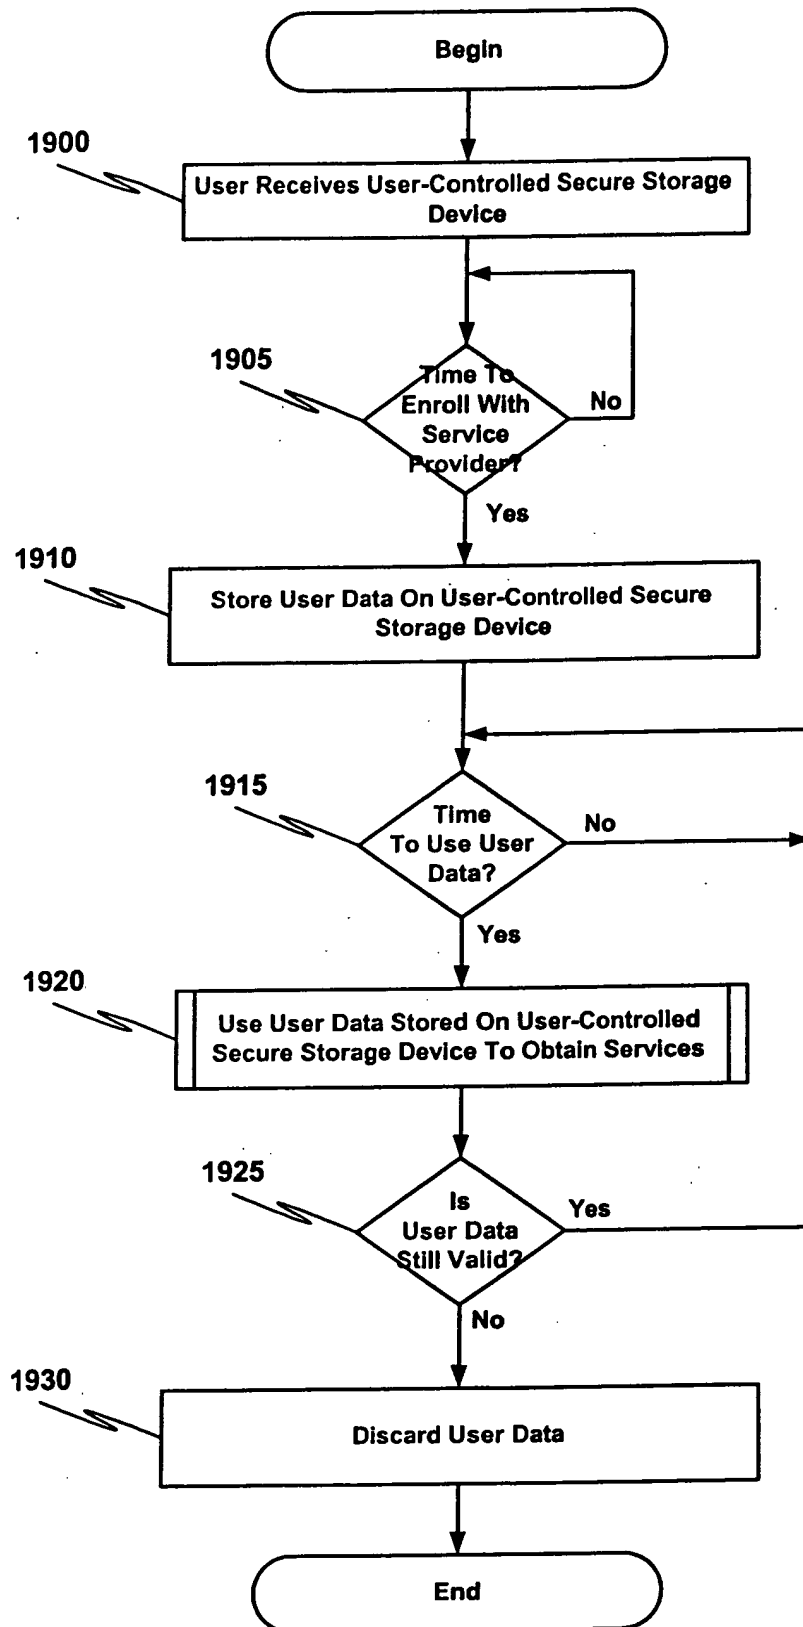 Begin
1900
User Receives User-Controlled Secure Storage
Device
1905
Time To
Enroll With
Service
Provider?
No
Yes
1910
Store User Data On User-Controlled Secure
Storage Device
1915
Time
To Use User
Data?
No
Yes
1920
Use User Data Stored On User-Controlled
Secure Storage Device To Obtain Services
1925
Is
User Data
Still Valid?
Yes
No
1930
Discard User Data
End